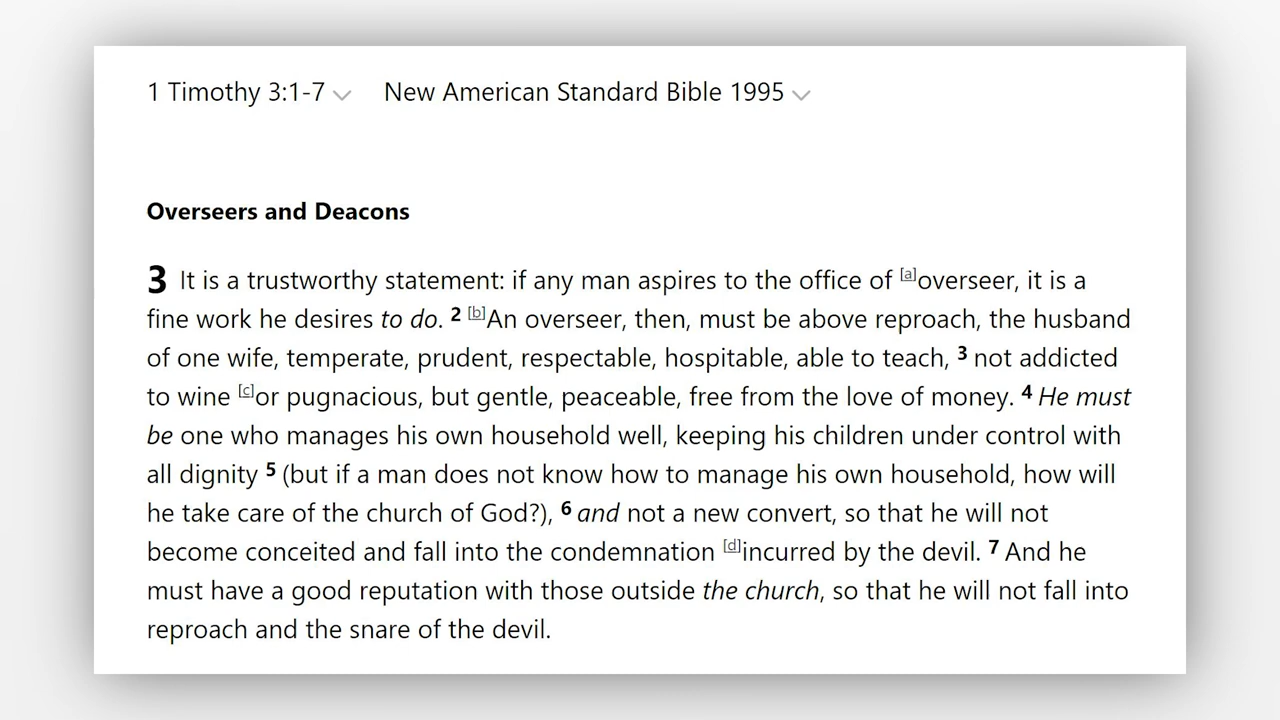 1 Timothy 3:1-7 New American Standard Bible 1995
Overseers and Deacons
3 It is a trustworthy statement: if any man aspires to the office of [a]overseer, it is a
fine work he desires to do. 2 [b]An overseer, then, must be above reproach, the husband
of one wife, temperate, prudent, respectable, hospitable, able to teach, 3 not addicted
to wine [c]or pugnacious, but gentle, peaceable, free from the love of money. 4 He must
be one who manages his own household well, keeping his children under control with
all dignity 5 (but if a man does not know how to manage his own household, how will
he take care of the church of God?), 6 and not a new convert, so that he will not
become conceited and fall into the condemnation [d]incurred by the devil. 7 And he
must have a good reputation with those outside the church, so that he will not fall into
reproach and the snare of the devil.